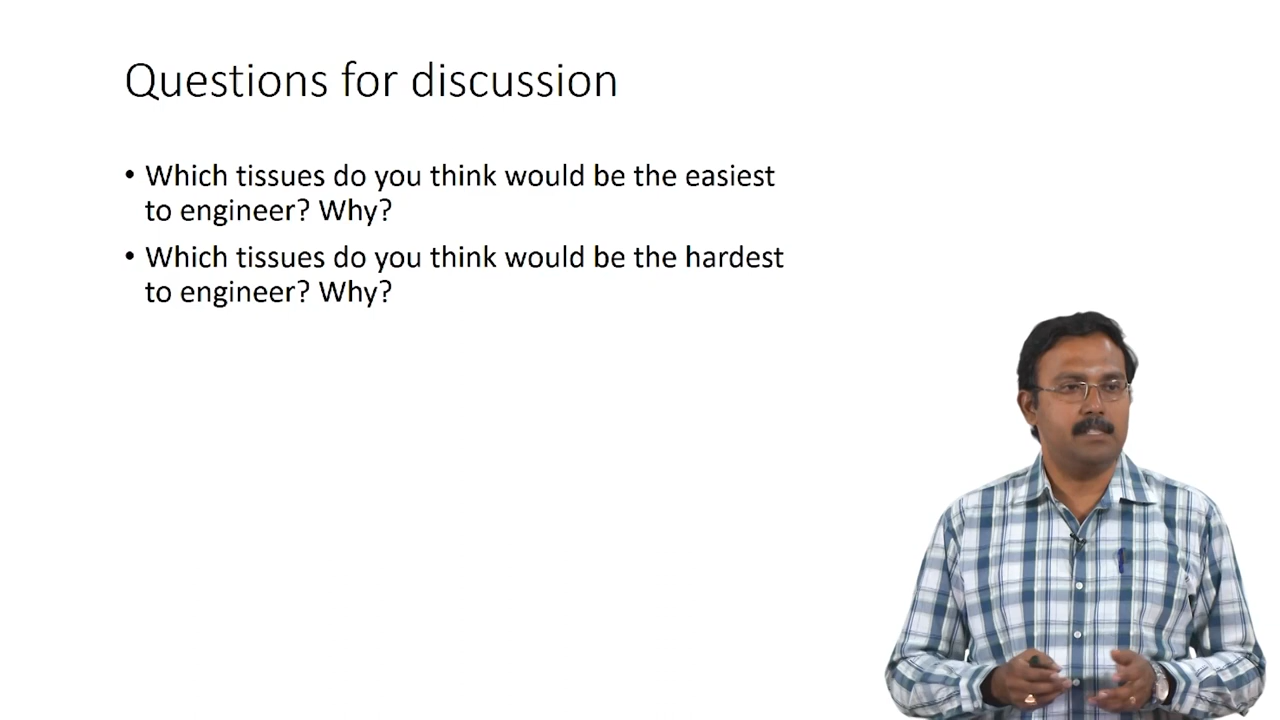 Questions for discussion
• Which tissues do you think would be the easiest
to engineer? Why?
• Which tissues do you think would be the hardest
to engineer? Why?